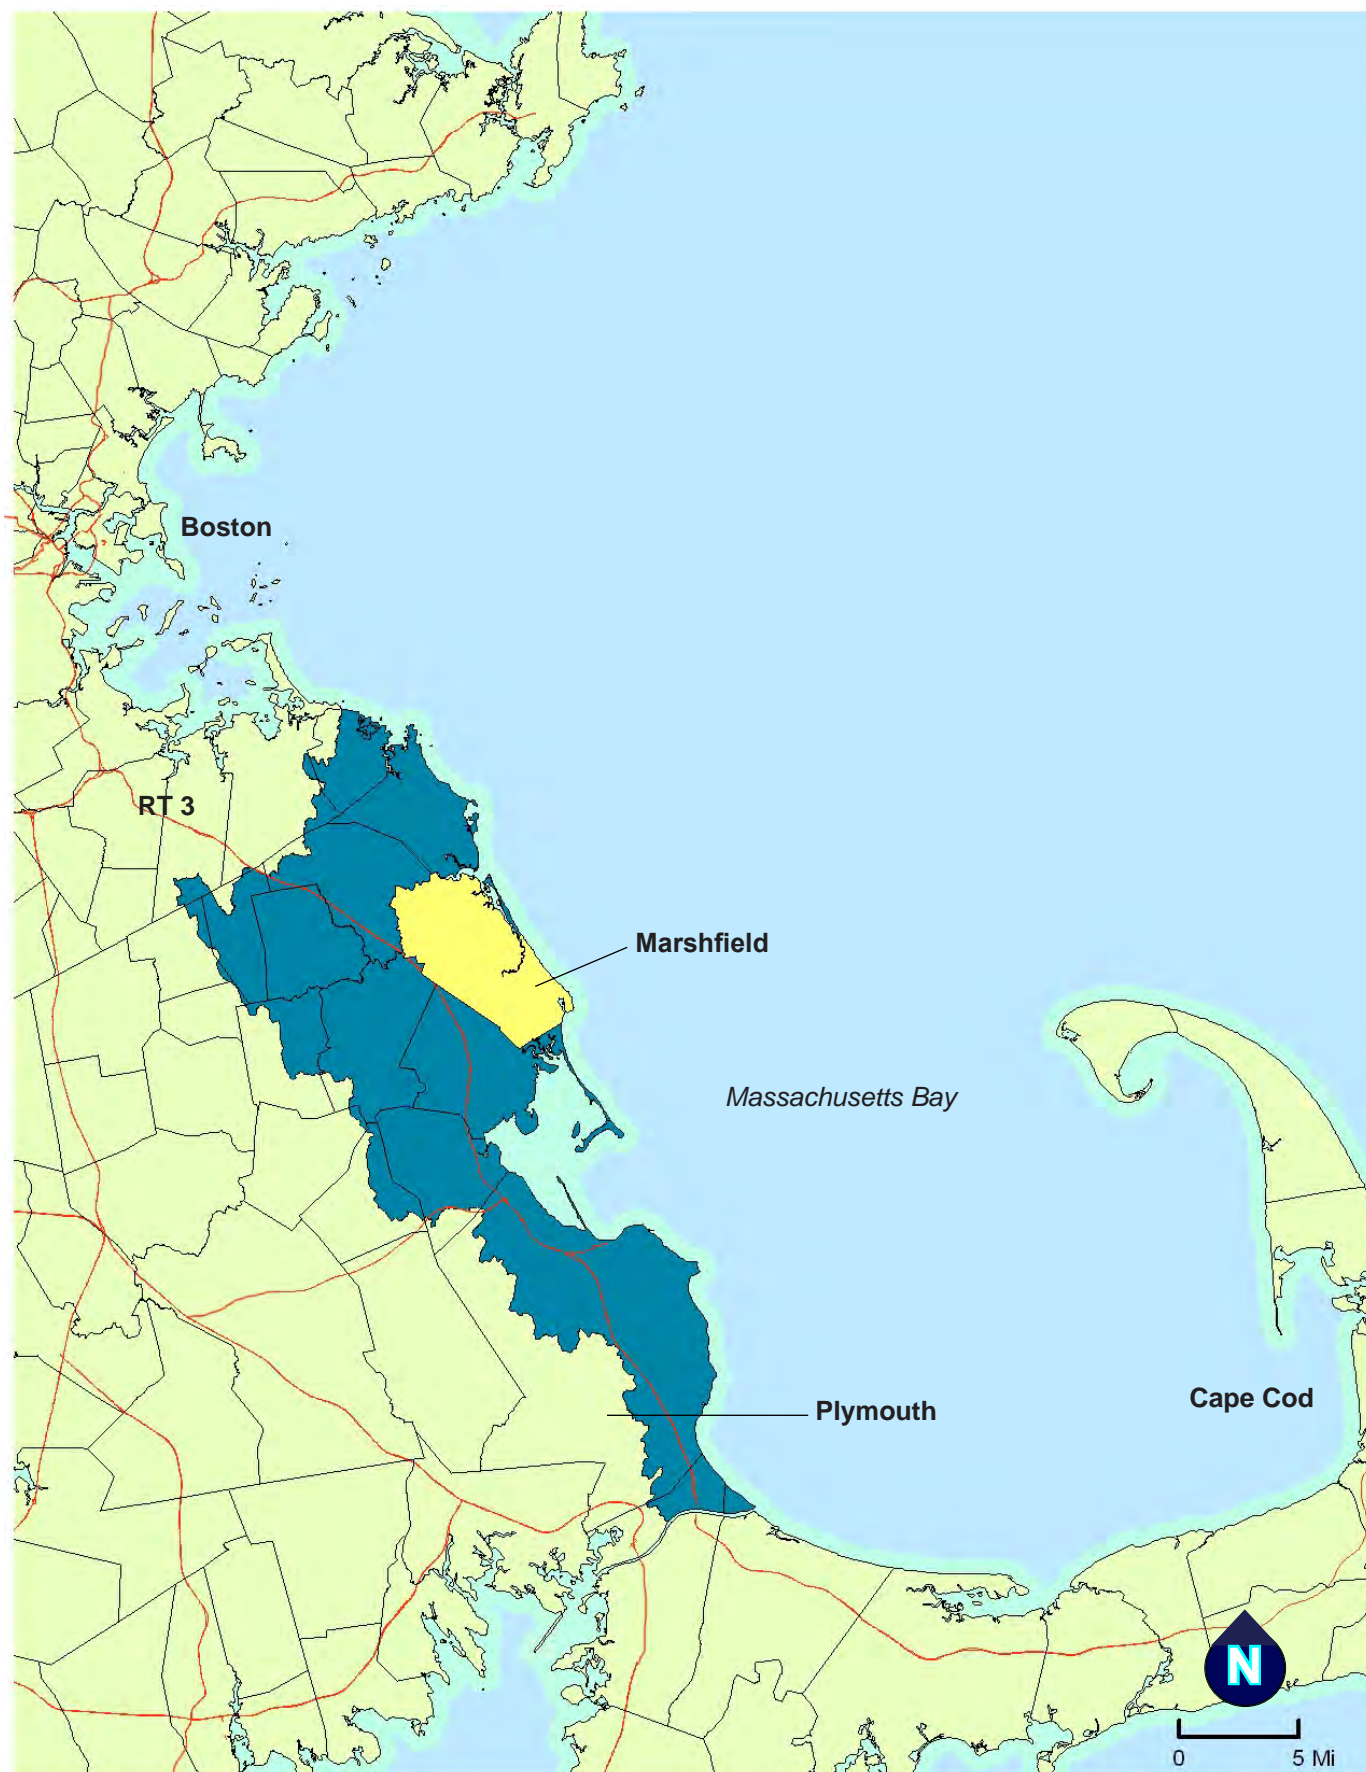 Boston
RT 3
Marshfield
Massachusetts Bay
Cape Cod
Plymouth
N
0 5 Mi